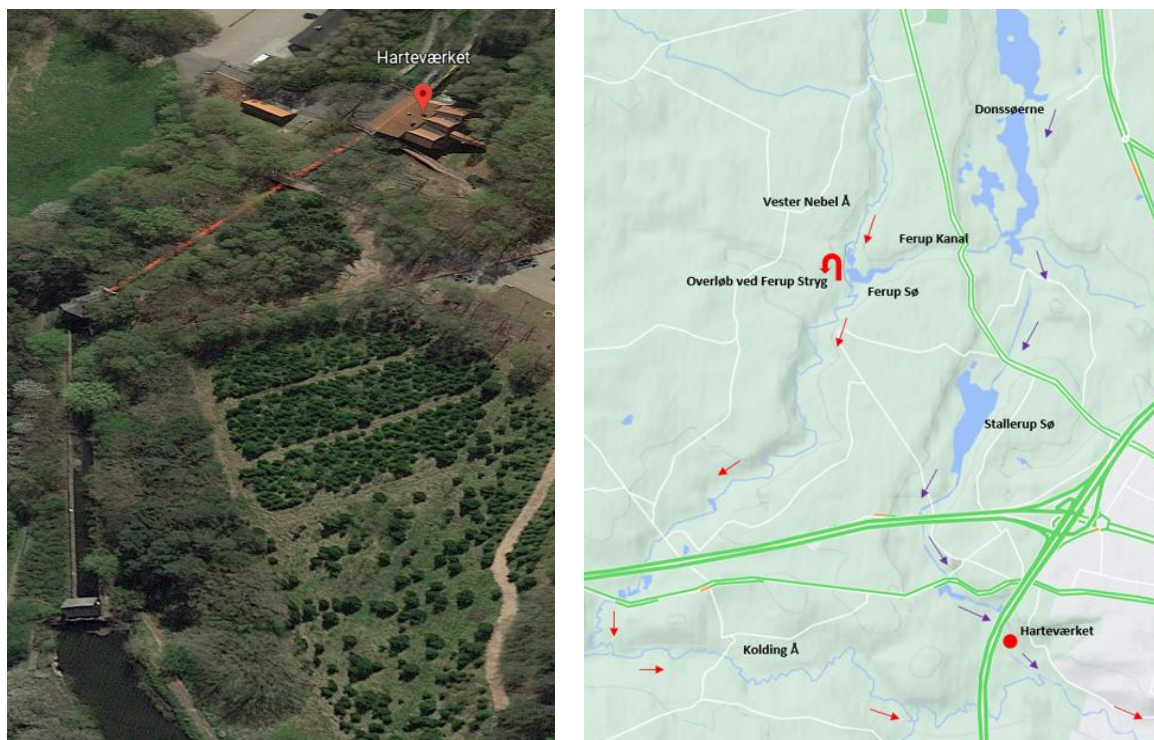 Harteværket
Donssøerne
Vester Nebel Å
Ferup Kanal
Overløb ved Ferup Stryg
Ferup Sø
Stallerup Sø
Harteværket
Kolding Å